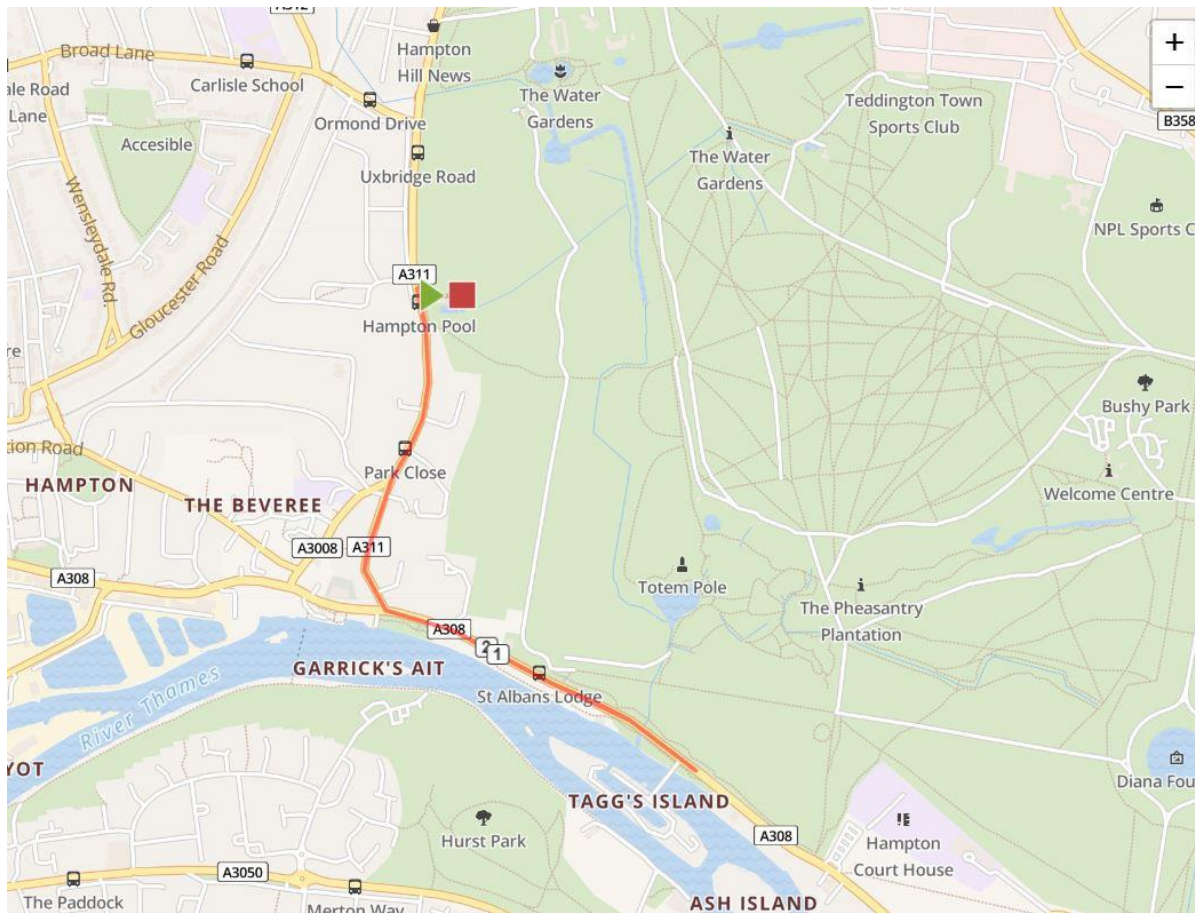 A312
Broad Lane
Hampton
Hill News
+
−
Carlisle School
ale Road
Lane
Ormond Drive
The Water
Gardens
Teddington Town
Sports Club
B358
Accesible
Uxbridge Road
The Water
Gardens
Wensleydale Rd.
Gloucester Road
NPL Sports C
A311
Hampton Pool
re
Bushy Park
tion Road
Park Close
HAMPTON
THE BEVEREE
Welcome Centre
A3008
A311
A308
Totem Pole
The Pheasantry
Plantation
A308
2
1
GARRICK'S AIT
St Albans Lodge
River Thames
YOT
Diana Fou
TAGG'S ISLAND
Hurst Park
A308
Hampton
Court House
A3050
The Paddock
Merton Way
ASH ISLAND